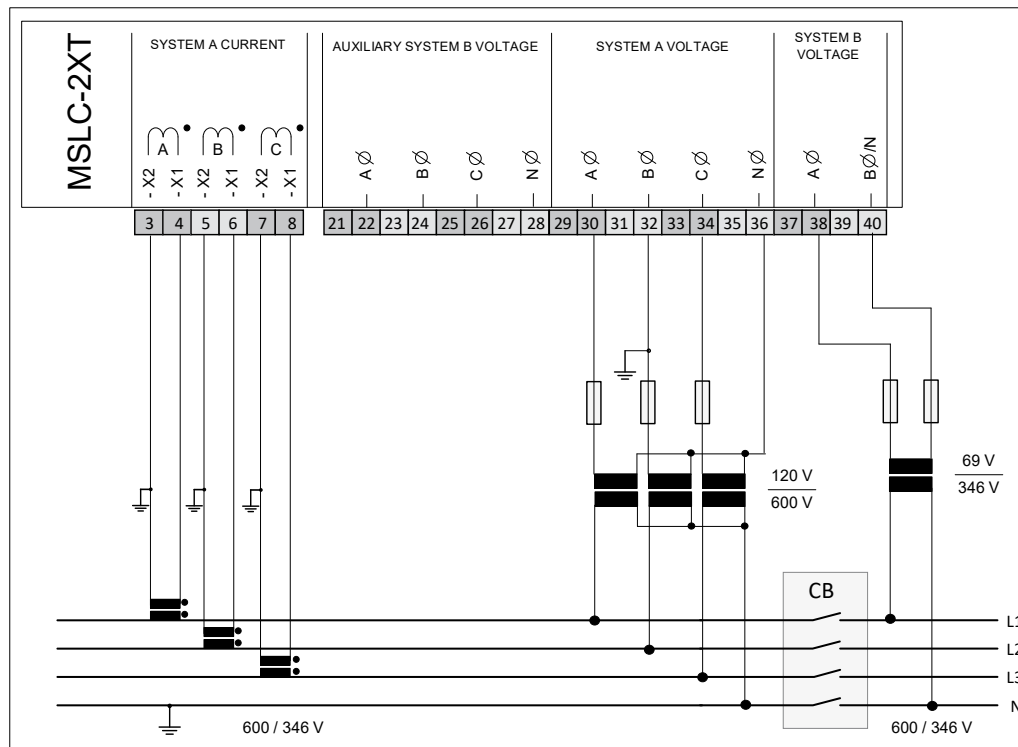 MSLC-2XT
SYSTEM A CURRENT
AUXILIARY SYSTEM B VOLTAGE
SYSTEM A VOLTAGE
SYSTEM B
VOLTAGE
A B C
- X2 - X1 - X2 - X1 - X2 - X1
AØ BØ CØ NØ
AØ BØ CØ NØ
AØ BØ/N
3 4 5 6 7 8
21 22 23 24 25 26 27 28 29 30 31 32 33 34 35 36 37 38 39 40
120 V
600 V
69 V
346 V
CB
L1
L2
L3
N
600 / 346 V
600 / 346 V